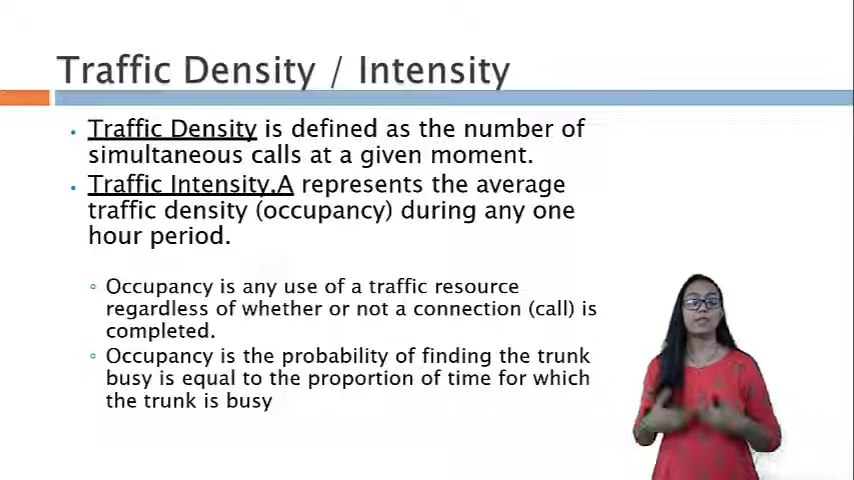 Traffic Density / Intensity
• Traffic Density is defined as the number of
simultaneous calls at a given moment.
• Traffic Intensity,A represents the average
traffic density (occupancy) during any one
hour period.
◦ Occupancy is any use of a traffic resource
regardless of whether or not a connection (call) is
completed.
◦ Occupancy is the probability of finding the trunk
busy is equal to the proportion of time for which
the trunk is busy